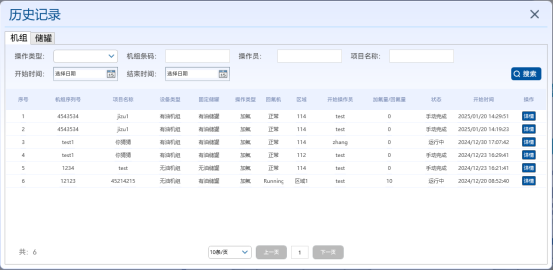 历史记录
机组 储罐
操作类型: 机组条码: 操作员: 项目名称:
开始时间: 选择日期 结束时间: 选择日期 搜索
序号 机组序列号 项目名称 设备类型 固定储罐 操作类型 回氟机 区域 开始操作员 加氟量/回氟量 状态 开始时间 操作
1 4543534 jizu1 有油机组 有油储罐 加氟 正常 114 test 0 手动完成 2025/01/20 14:29:51 详情
2 4543534 jizu1 有油机组 有油储罐 加氟 正常 114 test 0 手动完成 2025/01/20 14:19:23 详情
3 test1 你猜猜 有油机组 有油储罐 加氟 正常 114 zhang 0 运行中 2024/12/30 17:07:42 详情
4 test1 你猜猜 有油机组 有油储罐 加氟 正常 112 test 0 手动完成 2024/12/23 16:29:41 详情
5 1234 test 无油机组 无油储罐 加氟 正常 114 test 0 手动完成 2024/12/23 16:21:41 详情
6 12123 45214215 无油机组 有油储罐 加氟 Running 区域1 test 10 运行中 2024/12/20 08:52:40 详情
共: 6 10条/页 上一页 1 下一页